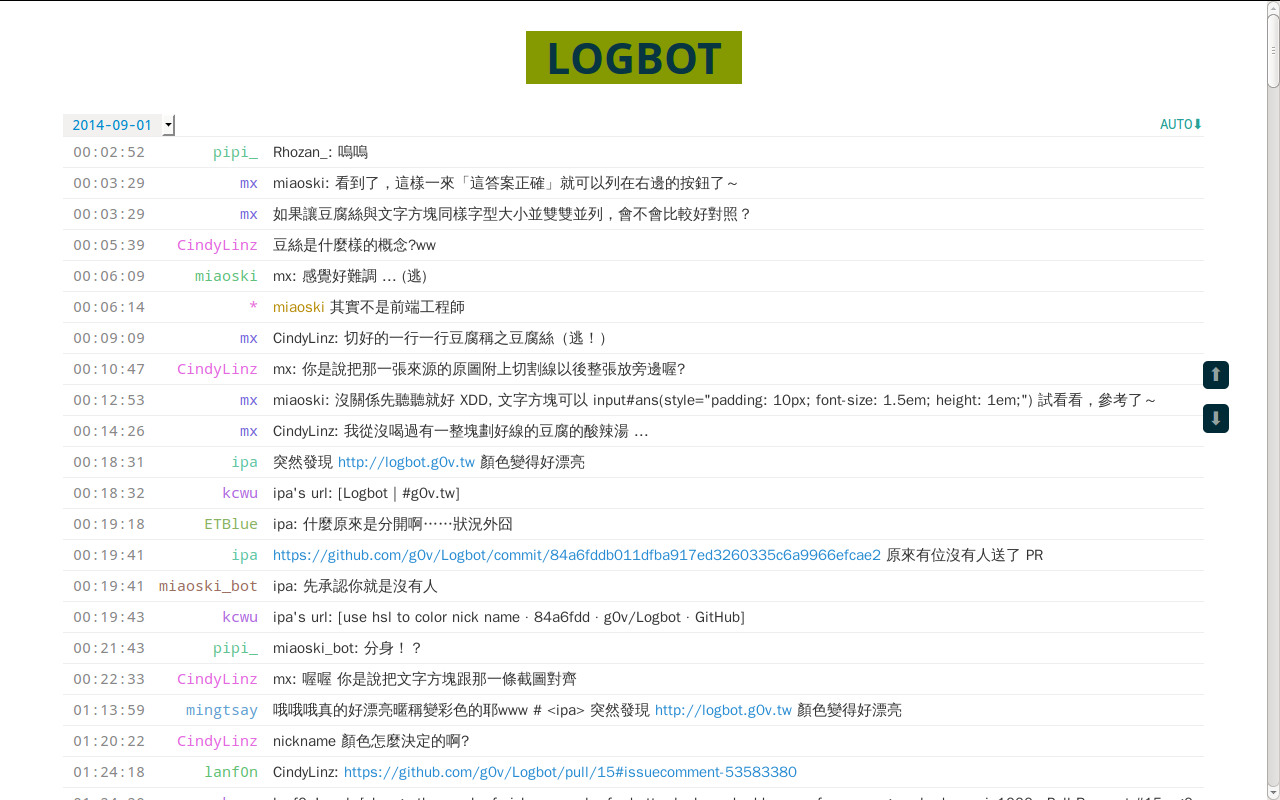 LOGBOT
2014-09-01 AUTO⬇
00:02:52 pipi_ Rhozan_: 嗚嗚
00:03:29 mx miaoski: 看到了，這樣一來「這答案正確」就可以列在右邊的按鈕了～
00:03:29 mx 如果讓豆腐絲與文字方塊同樣字型大小並雙雙並列，會不會比較好對照？
00:05:39 CindyLinz 豆絲是什麼樣的概念?ww
00:06:09 miaoski mx: 感覺好難調 ... (逃)
00:06:14 * miaoski 其實不是前端工程師
00:09:09 mx CindyLinz: 切好的一行一行豆腐稱之豆腐絲（逃！）
00:10:47 CindyLinz mx: 你是說把那一張來源的原圖附上切割線以後整張放旁邊喔?
⬆
00:12:53 mx miaoski: 沒關係先聽聽就好 XDD, 文字方塊可以 input#ans(style="padding: 10px; font-size: 1.5em; height: 1em;") 試看看，參考了～
⬇
00:14:26 mx CindyLinz: 我從沒喝過有一整塊劃好線的豆腐的酸辣湯 ...
00:18:31 ipa 突然發現 http://logbot.g0v.tw 顏色變得好漂亮
00:18:32 kcwu ipa's url: [Logbot | #g0v.tw]
00:19:18 ETBlue ipa: 什麼原來是分開啊……狀況外囧
00:19:41 ipa https://github.com/g0v/Logbot/commit/84a6fddb011dfba917ed3260335c6a9966efcae2 原來有位沒有人送了 PR
00:19:41 miaoski_bot ipa: 先承認你就是沒有人
00:19:43 kcwu ipa's url: [use hsl to color nick name · 84a6fdd · g0v/Logbot · GitHub]
00:21:43 pipi_ miaoski_bot: 分身！？
00:22:33 CindyLinz mx: 喔喔 你是說把文字方塊跟那一條截圖對齊
01:13:59 mingtsay 哦哦哦真的好漂亮暱稱變彩色的耶www # <ipa> 突然發現 http://logbot.g0v.tw 顏色變得好漂亮
01:20:22 CindyLinz nickname 顏色怎麼決定的啊?
01:24:18 lanf0n CindyLinz: https://github.com/g0v/Logbot/pull/15#issuecomment-53583380